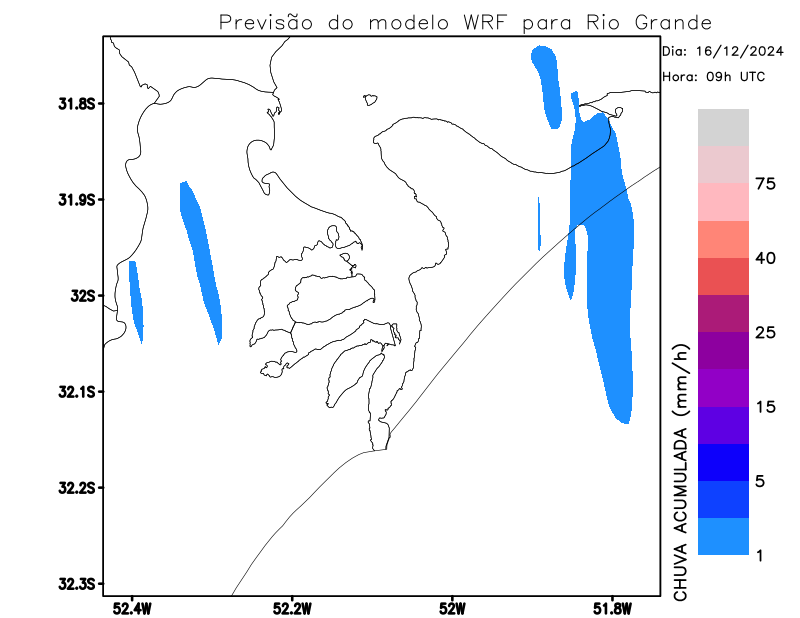 Previsão do modelo WRF para Rio Grande
Dia: 16/12/2024
Hora: 09h UTC
31.8S
31.9S
32S
32.1S
32.2S
32.3S
52.4W
52.2W
52W
51.8W
75
40
25
15
5
1
CHUVA ACUMULADA (mm/h)